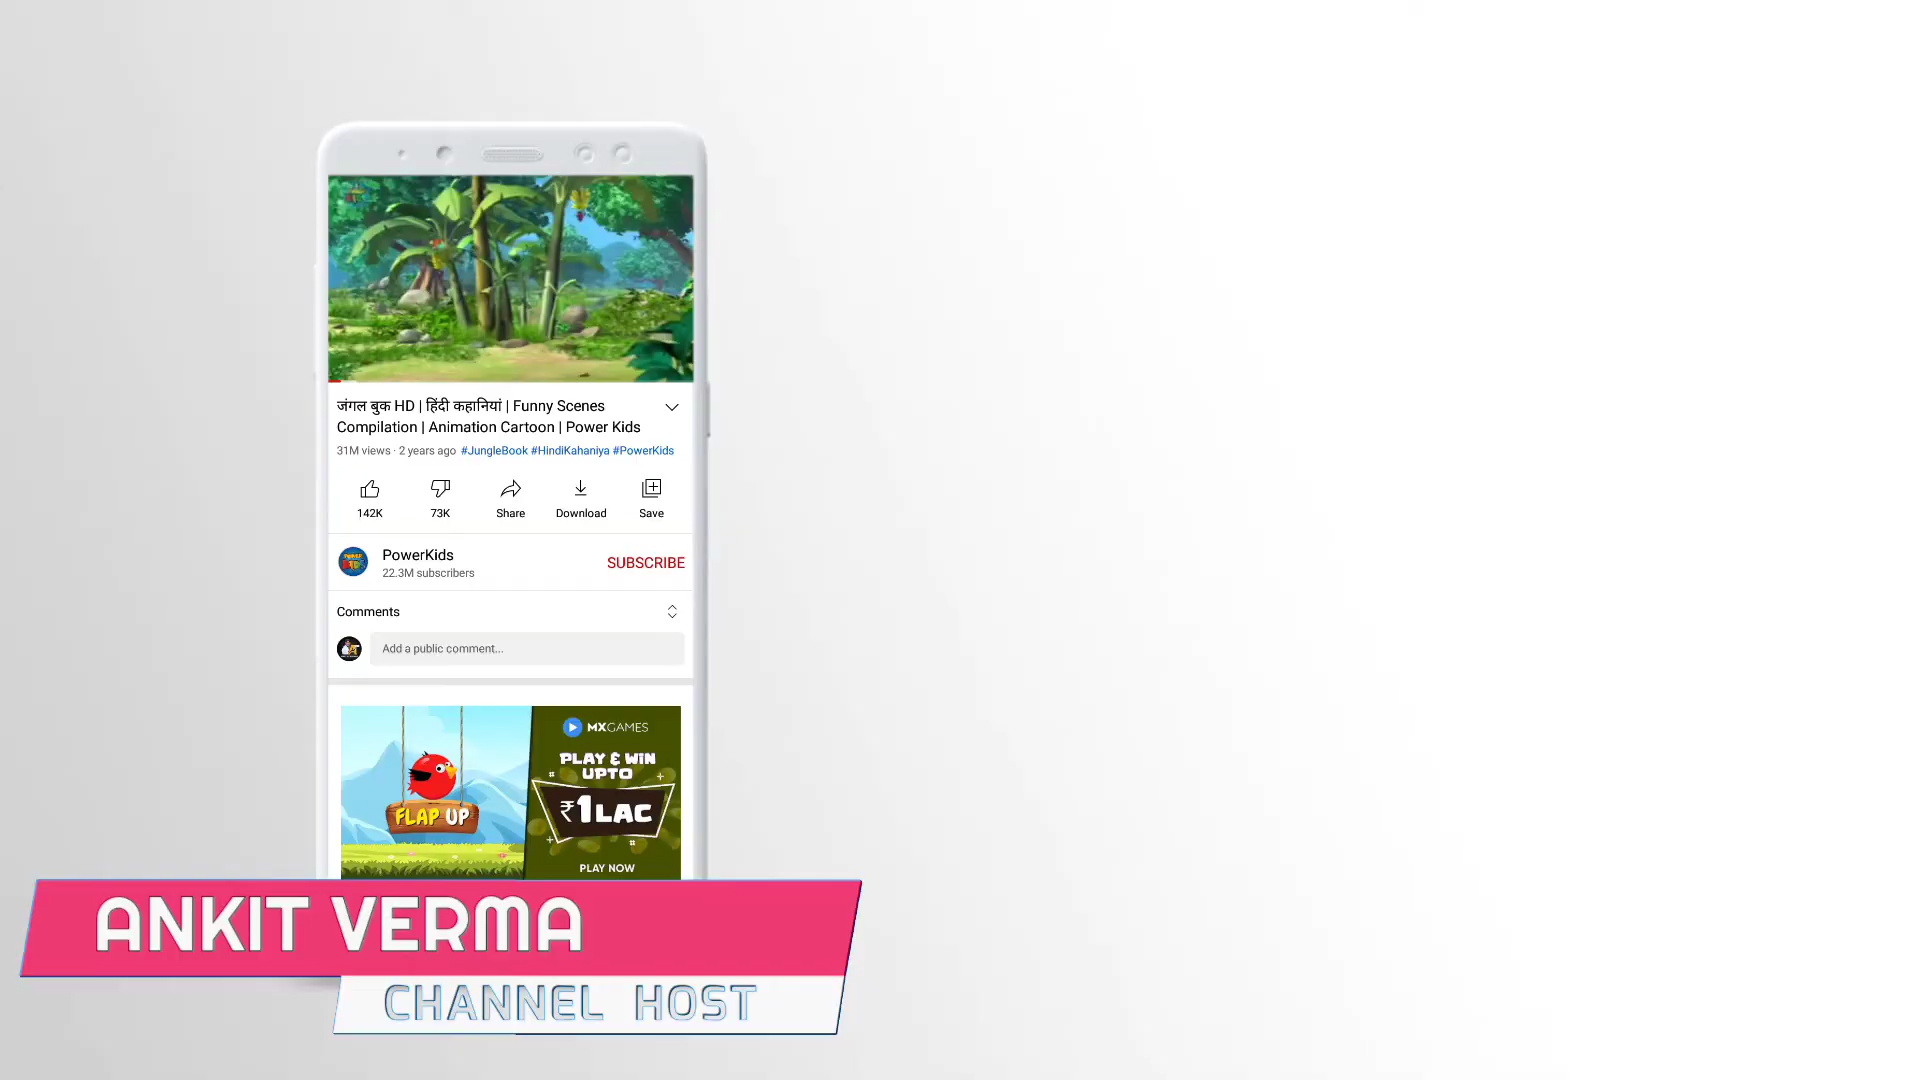 जंगल बुक HD | हिंदी कहानियां | Funny Scenes
Compilation | Animation Cartoon | Power Kids
31M views · 2 years ago #JungleBook #HindiKahaniya #PowerKids
142K
73K
Share
Download
Save
PowerKids
22.3M subscribers
SUBSCRIBE
Comments
Add a public comment...
FLAP UP
MXGAMES
PLAY & WIN
UPTO
₹1LAC
PLAY NOW
ANKIT VERMA
CHANNEL HOST